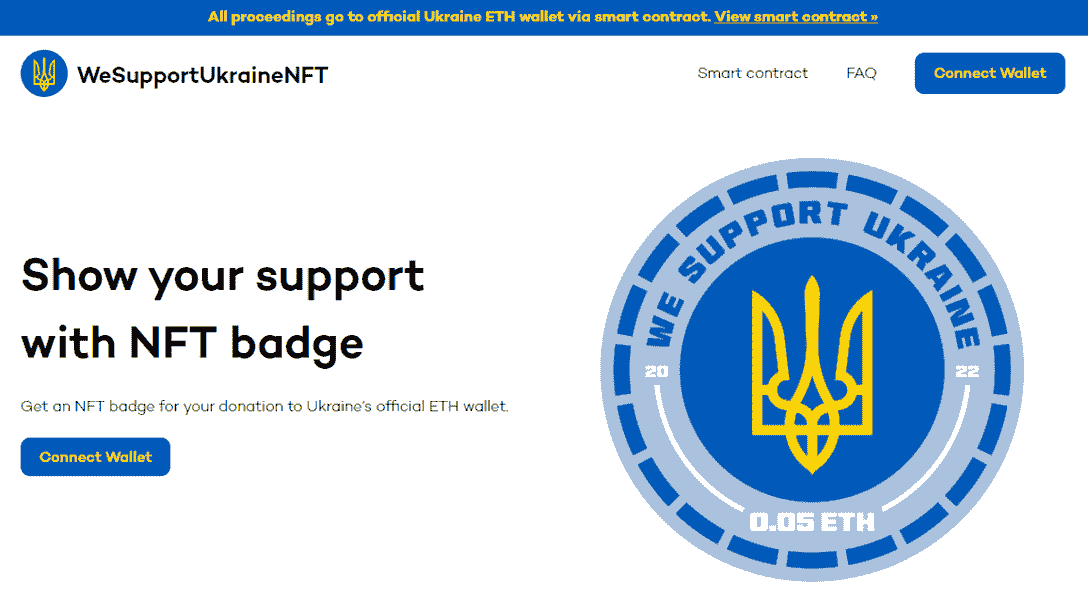 All proceedings go to official Ukraine ETH wallet via smart contract. View smart contract »
WeSupportUkraineNFT
Smart contract
FAQ
Connect Wallet
Show your support
with NFT badge
Get an NFT badge for your donation to Ukraine's official ETH wallet.
Connect Wallet
WE SUPPORT UKRAINE
20
22
0.05 ETH